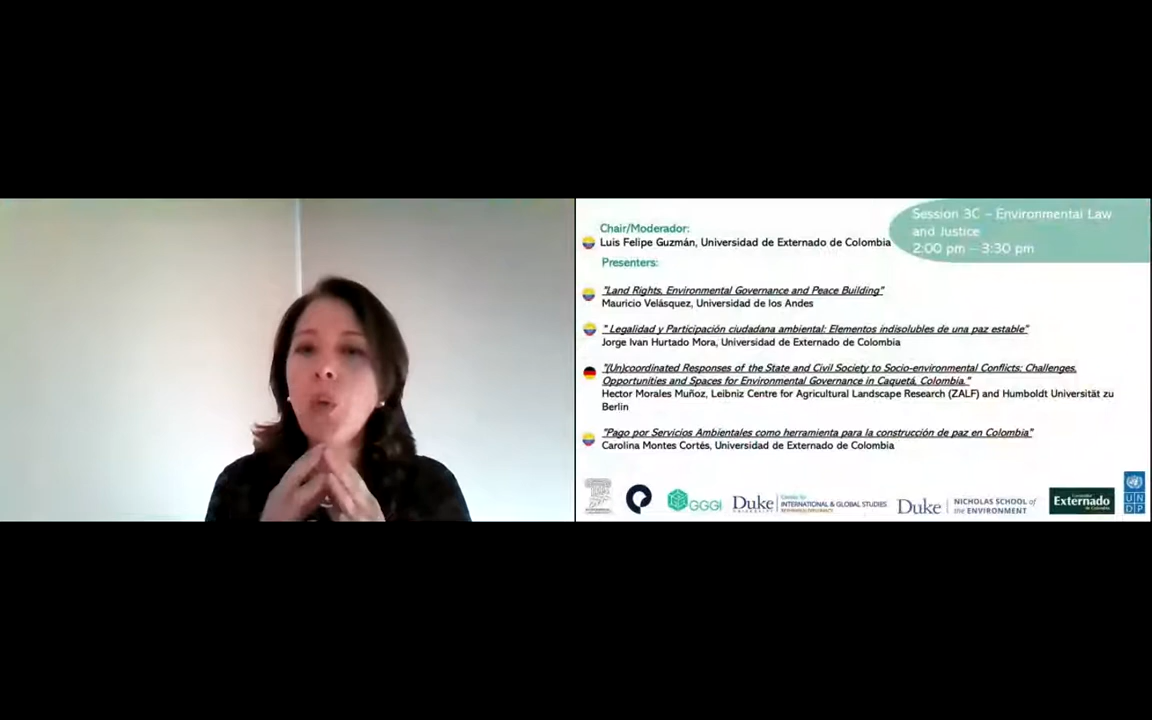 Session 3C – Environmental Law
and Justice
2:00 pm – 3:30 pm
Chair/Moderador:
Luis Felipe Guzmán, Universidad de Externado de Colombia
Presenters:
"Land Rights, Environmental Governance and Peace Building"
Mauricio Velásquez, Universidad de los Andes
" Legalidad y Participación ciudadana ambiental: Elementos indisolubles de una paz estable"
Jorge Ivan Hurtado Mora, Universidad de Externado de Colombia
"(Un)coordinated Responses of the State and Civil Society to Socio-environmental Conflicts: Challenges,
Opportunities and Spaces for Environmental Governance in Caquetá, Colombia."
Hector Morales Muñoz, Leibniz Centre for Agricultural Landscape Research (ZALF) and Humboldt Universität zu
Berlin
"Pago por Servicios Ambientales como herramienta para la construcción de paz en Colombia"
Carolina Montes Cortés, Universidad de Externado de Colombia
GGGI
Duke
UNIVERSITY
INTERNATIONAL & GLOBAL STUDIES
Duke
NICHOLAS SCHOOL of
the ENVIRONMENT
Externado
de Colombia
UN
DP